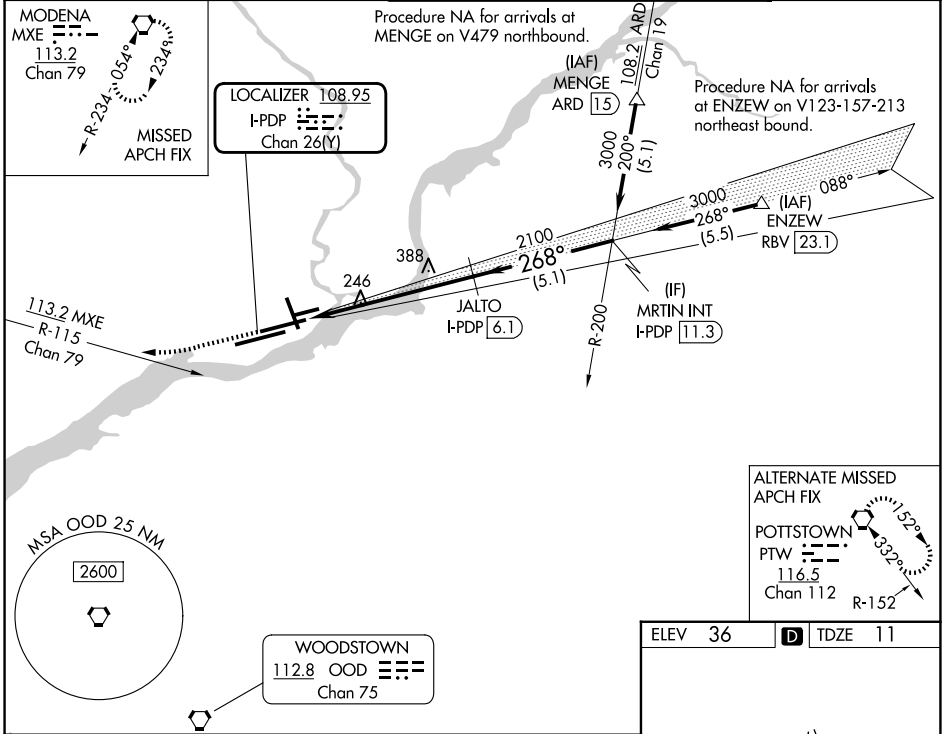 MODENA
MXE
113.2
Chan 79
R-234
054°
234°
MISSED
APCH FIX
Procedure NA for arrivals at
MENGE on V479 northbound.
108.2 ARD
Chan 19
(IAF)
MENGE
ARD 15
Procedure NA for arrivals
at ENZEW on V123-157-213
northeast bound.
LOCALIZER 108.95
I-PDP
Chan 26(Y)
3000
200°
(5.1)
3000
268°
(5.5)
088°
(IAF)
ENZEW
RBV 23.1
2100
268°
(5.1)
388
246
JALTO
I-PDP 6.1
(IF)
MRTIN INT
I-PDP 11.3
R-200
113.2 MXE
R-115
Chan 79
MSA OOD 25 NM
2600
WOODSTOWN
112.8 OOD
Chan 75
ALTERNATE MISSED
APCH FIX
POTTSTOWN
PTW
116.5
Chan 112
152°
332°
R-152
ELEV 36 D TDZE 11